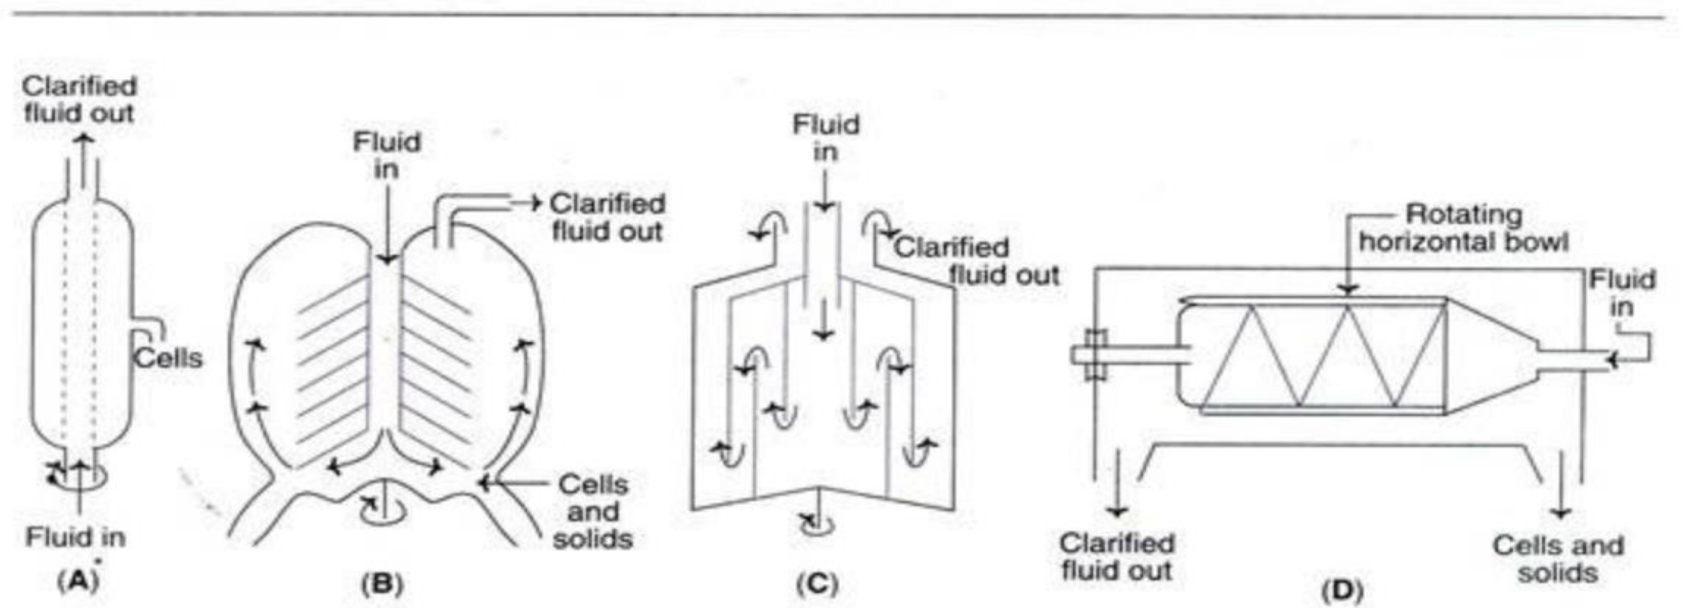 Clarified
fluid out
Cells
Fluid in
(A)
Fluid
in
Clarified
fluid out
Cells
and
solids
(B)
Fluid
in
Clarified
fluid out
(C)
Rotating
horizontal bowl
Fluid
in
Clarified
fluid out
Cells and
solids
(D)